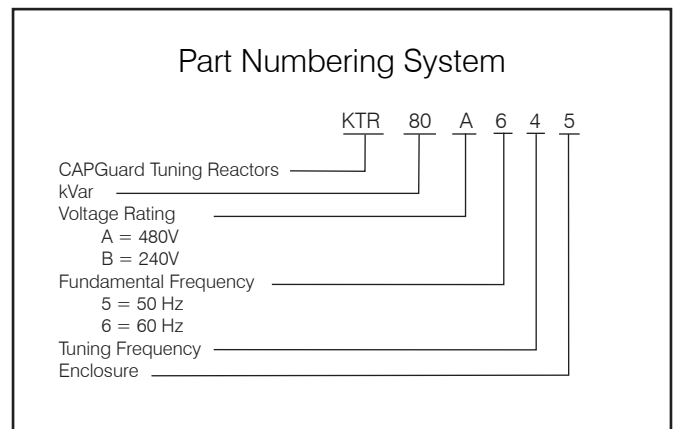 Part Numbering System
KTR 80 A 6 4 5
CAPGuard Tuning Reactors
kVar
Voltage Rating
A = 480V
B = 240V
Fundamental Frequency
5 = 50 Hz
6 = 60 Hz
Tuning Frequency
Enclosure